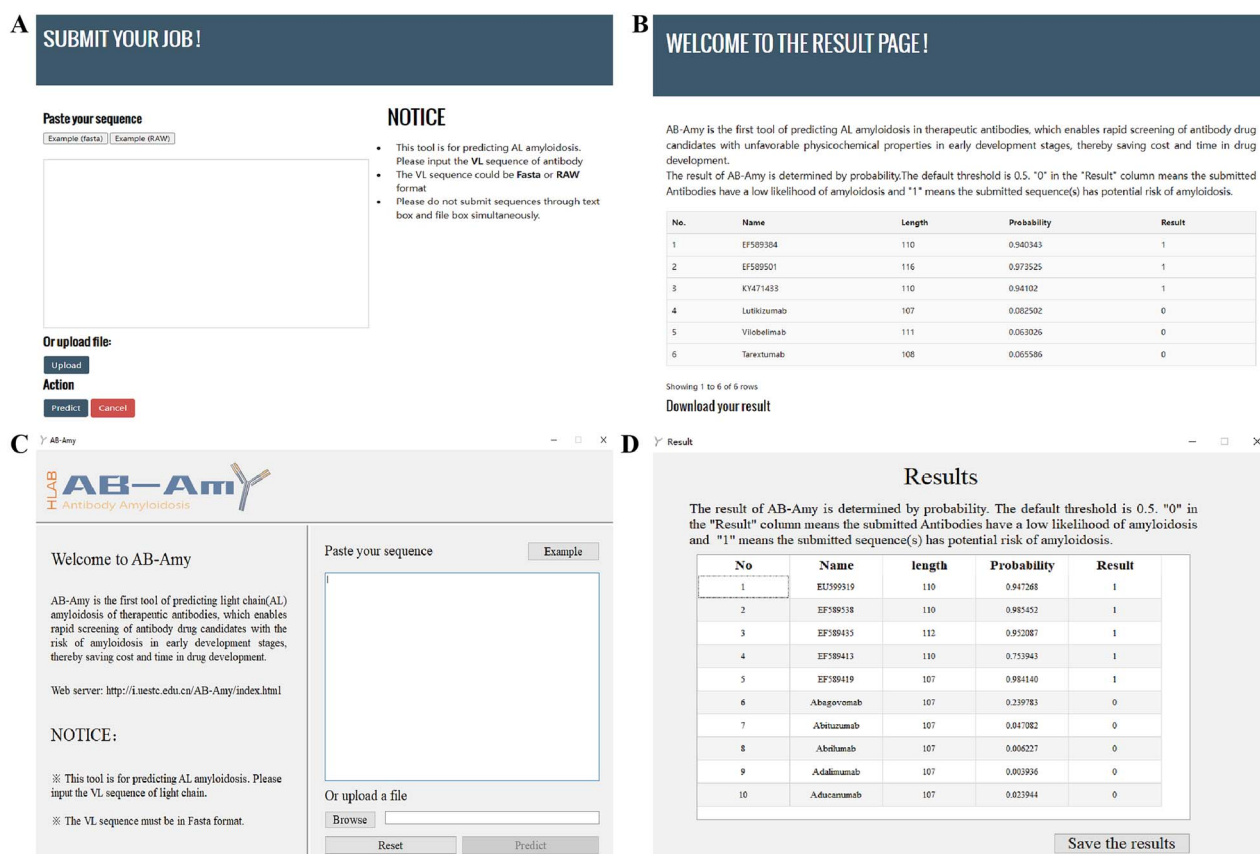 A
SUBMIT YOUR JOB!
Paste your sequence
Example (fasta) Example (RAW)
NOTICE
• This tool is for predicting AL amyloidosis.
Please input the VL sequence of antibody
• The VL sequence could be Fasta or RAW
format
• Please do not submit sequences through text
box and file box simultaneously.
Or upload file:
Upload
Action
Predict Cancel
B
WELCOME TO THE RESULT PAGE!
AB-Amy is the first tool of predicting AL amyloidosis in therapeutic antibodies, which enables rapid screening of antibody drug
candidates with unfavorable physicochemical properties in early development stages, thereby saving cost and time in drug
development.
The result of AB-Amy is determined by probability.The default threshold is 0.5. "0" in the "Result" column means the submitted
Antibodies have a low likelihood of amyloidosis and "1" means the submitted sequence(s) has potential risk of amyloidosis.
No. Name Length Probability Result
1 EF589384 110 0.940343 1
2 EF589501 116 0.973525 1
3 KY471433 110 0.94102 1
4 Lutikizumab 107 0.082502 0
5 Vilobelimab 111 0.063026 0
6 Tarextumab 108 0.065586 0
Showing 1 to 6 of 6 rows
Download your result
C
AB-Amy
HLAB
AB-Amy
Antibody Amyloidosis
Welcome to AB-Amy
AB-Amy is the first tool of predicting light chain(AL)
amyloidosis of therapeutic antibodies, which enables
rapid screening of antibody drug candidates with the
risk of amyloidosis in early development stages,
thereby saving cost and time in drug development.
Web server: http://i.uestc.edu.cn/AB-Amy/index.html
NOTICE：
※ This tool is for predicting AL amyloidosis. Please
input the VL sequence of light chain.
※ The VL sequence must be in Fasta format.
Paste your sequence
Example
Or upload a file
Browse
Reset Predict
D
Result
Results
The result of AB-Amy is determined by probability. The default threshold is 0.5. "0" in
the "Result" column means the submitted Antibodies have a low likelihood of amyloidosis
and "1" means the submitted sequence(s) has potential risk of amyloidosis.
No Name length Probability Result
1 EU599319 110 0.947268 1
2 EF589538 110 0.985452 1
3 EF589435 112 0.952087 1
4 EF589413 110 0.753943 1
5 EF589419 107 0.984140 1
6 Abagovomab 107 0.239783 0
7 Abituzumab 107 0.047082 0
8 Abrilumab 107 0.006227 0
9 Adalimumab 107 0.003936 0
10 Aducanumab 107 0.023944 0
Save the results